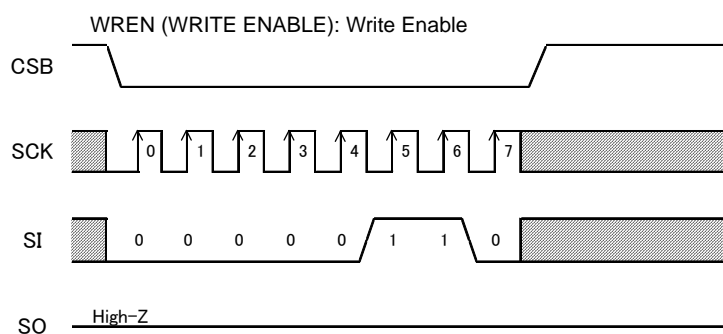 WREN (WRITE ENABLE): Write Enable
CSB
SCK 0 1 2 3 4 5 6 7
SI 0 0 0 0 0 1 1 0
SO High-Z